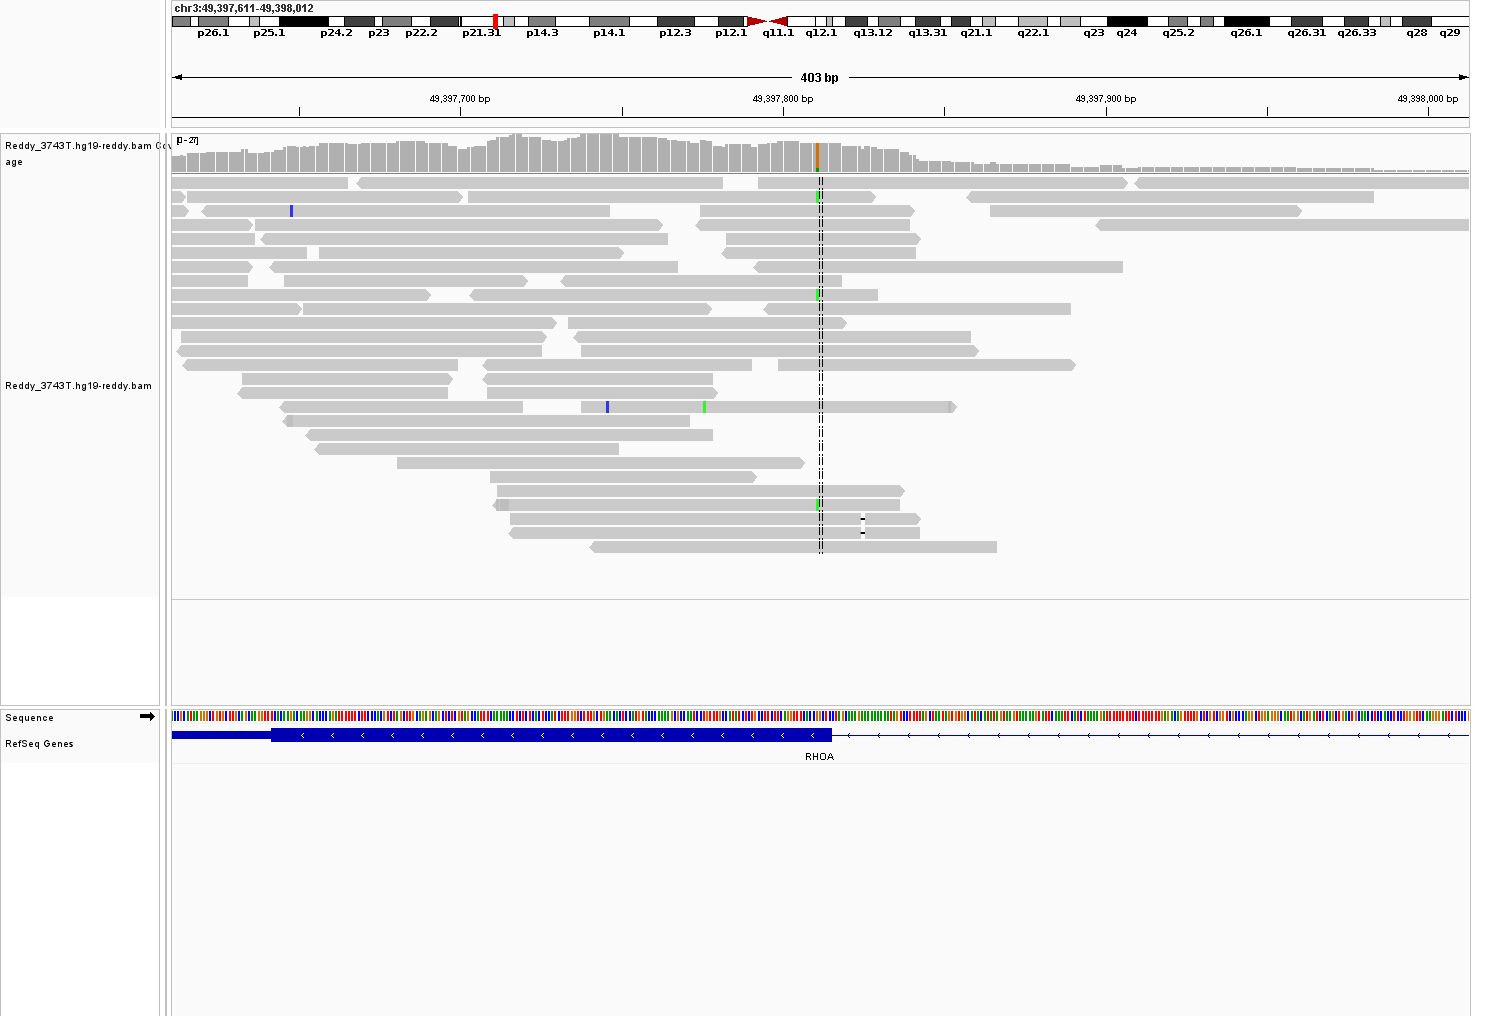 chr3:49,397,611-49,398,012
p26.1 p25.1 p24.2 p23 p22.2 p21.31 p14.3 p14.1 p12.3 p12.1 q11.1 q12.1 q13.12 q13.31 q21.1 q22.1 q23 q24 q25.2 q26.1 q26.31 q26.33 q28 q29
403 bp
49,397,700 bp 49,397,800 bp 49,397,900 bp 49,398,000 bp
[0 - 27]
Reddy_3743T.hg19-reddy.bam Cov
age
Reddy_3743T.hg19-reddy.bam
Sequence
RefSeq Genes
RHOA